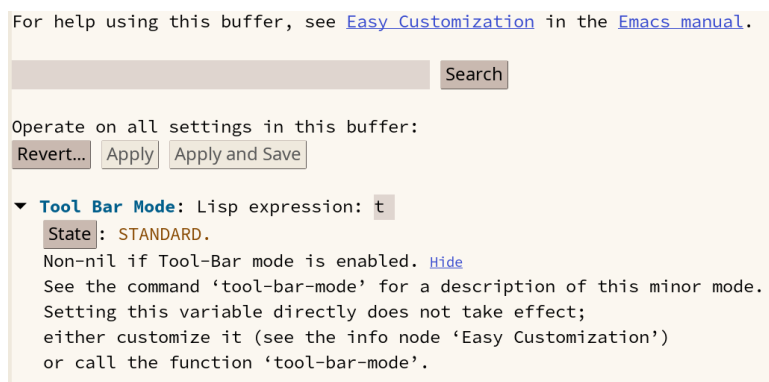 For help using this buffer, see Easy Customization in the Emacs manual.
Search
Operate on all settings in this buffer:
Revert... Apply Apply and Save
Tool Bar Mode: Lisp expression: t
State: STANDARD.
Non-nil if Tool-Bar mode is enabled. Hide
See the command ‘tool-bar-mode’ for a description of this minor mode.
Setting this variable directly does not take effect;
either customize it (see the info node ‘Easy Customization’)
or call the function ‘tool-bar-mode’.